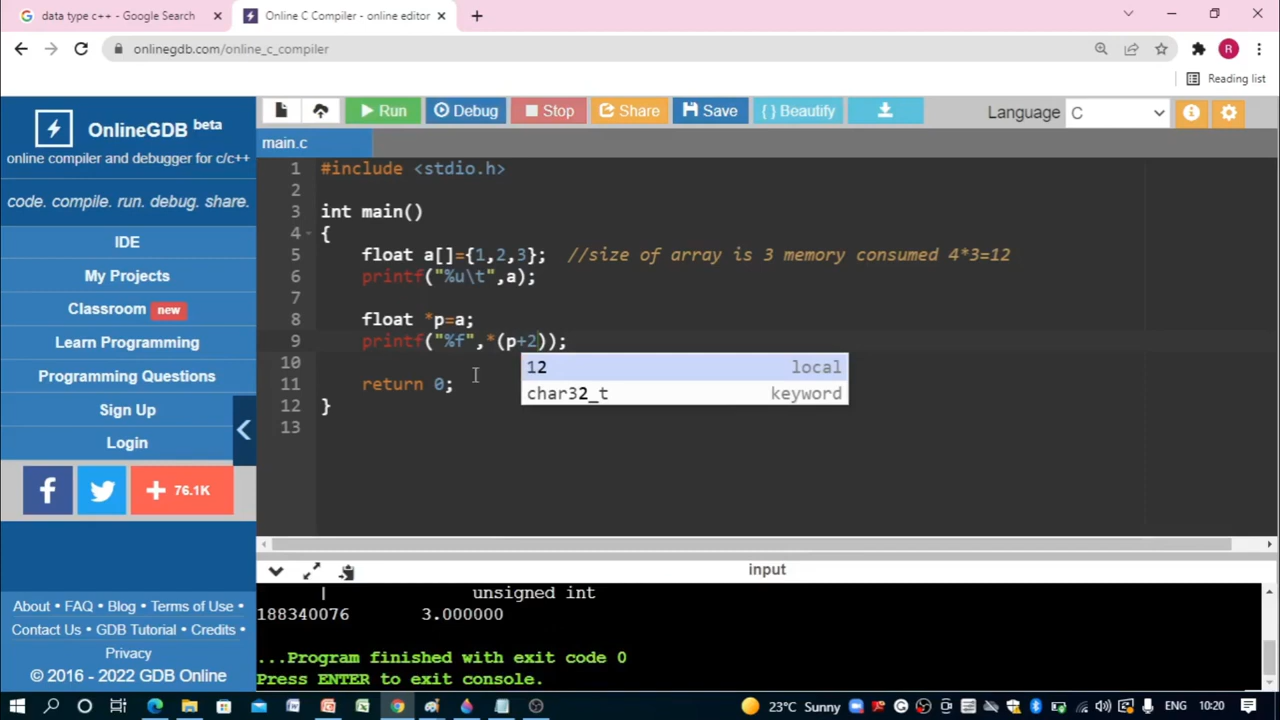 data type c++ - Google Search
Online C Compiler - online editor
onlinegdb.com/online_c_compiler
R
Reading list
OnlineGDB beta
online compiler and debugger for c/c++
code. compile. run. debug. share.
IDE
My Projects
Classroom new
Learn Programming
Programming Questions
Sign Up
Login
+ 76.1K
About • FAQ • Blog • Terms of Use •
Contact Us • GDB Tutorial • Credits •
Privacy
© 2016 - 2022 GDB Online
Run Debug Stop Share Save { } Beautify Language C
main.c
1 #include <stdio.h>
2
3 int main()
4 {
5 float a[]={1,2,3}; //size of array is 3 memory consumed 4*3=12
6 printf("%u\t",a);
7
8 float *p=a;
9 printf("%f",*(p+2));
10
11 return 0;
12 }
13
12 local
char32_t keyword
input
| unsigned int
188340076 3.000000
...Program finished with exit code 0
Press ENTER to exit console.
23°C Sunny ENG 10:20